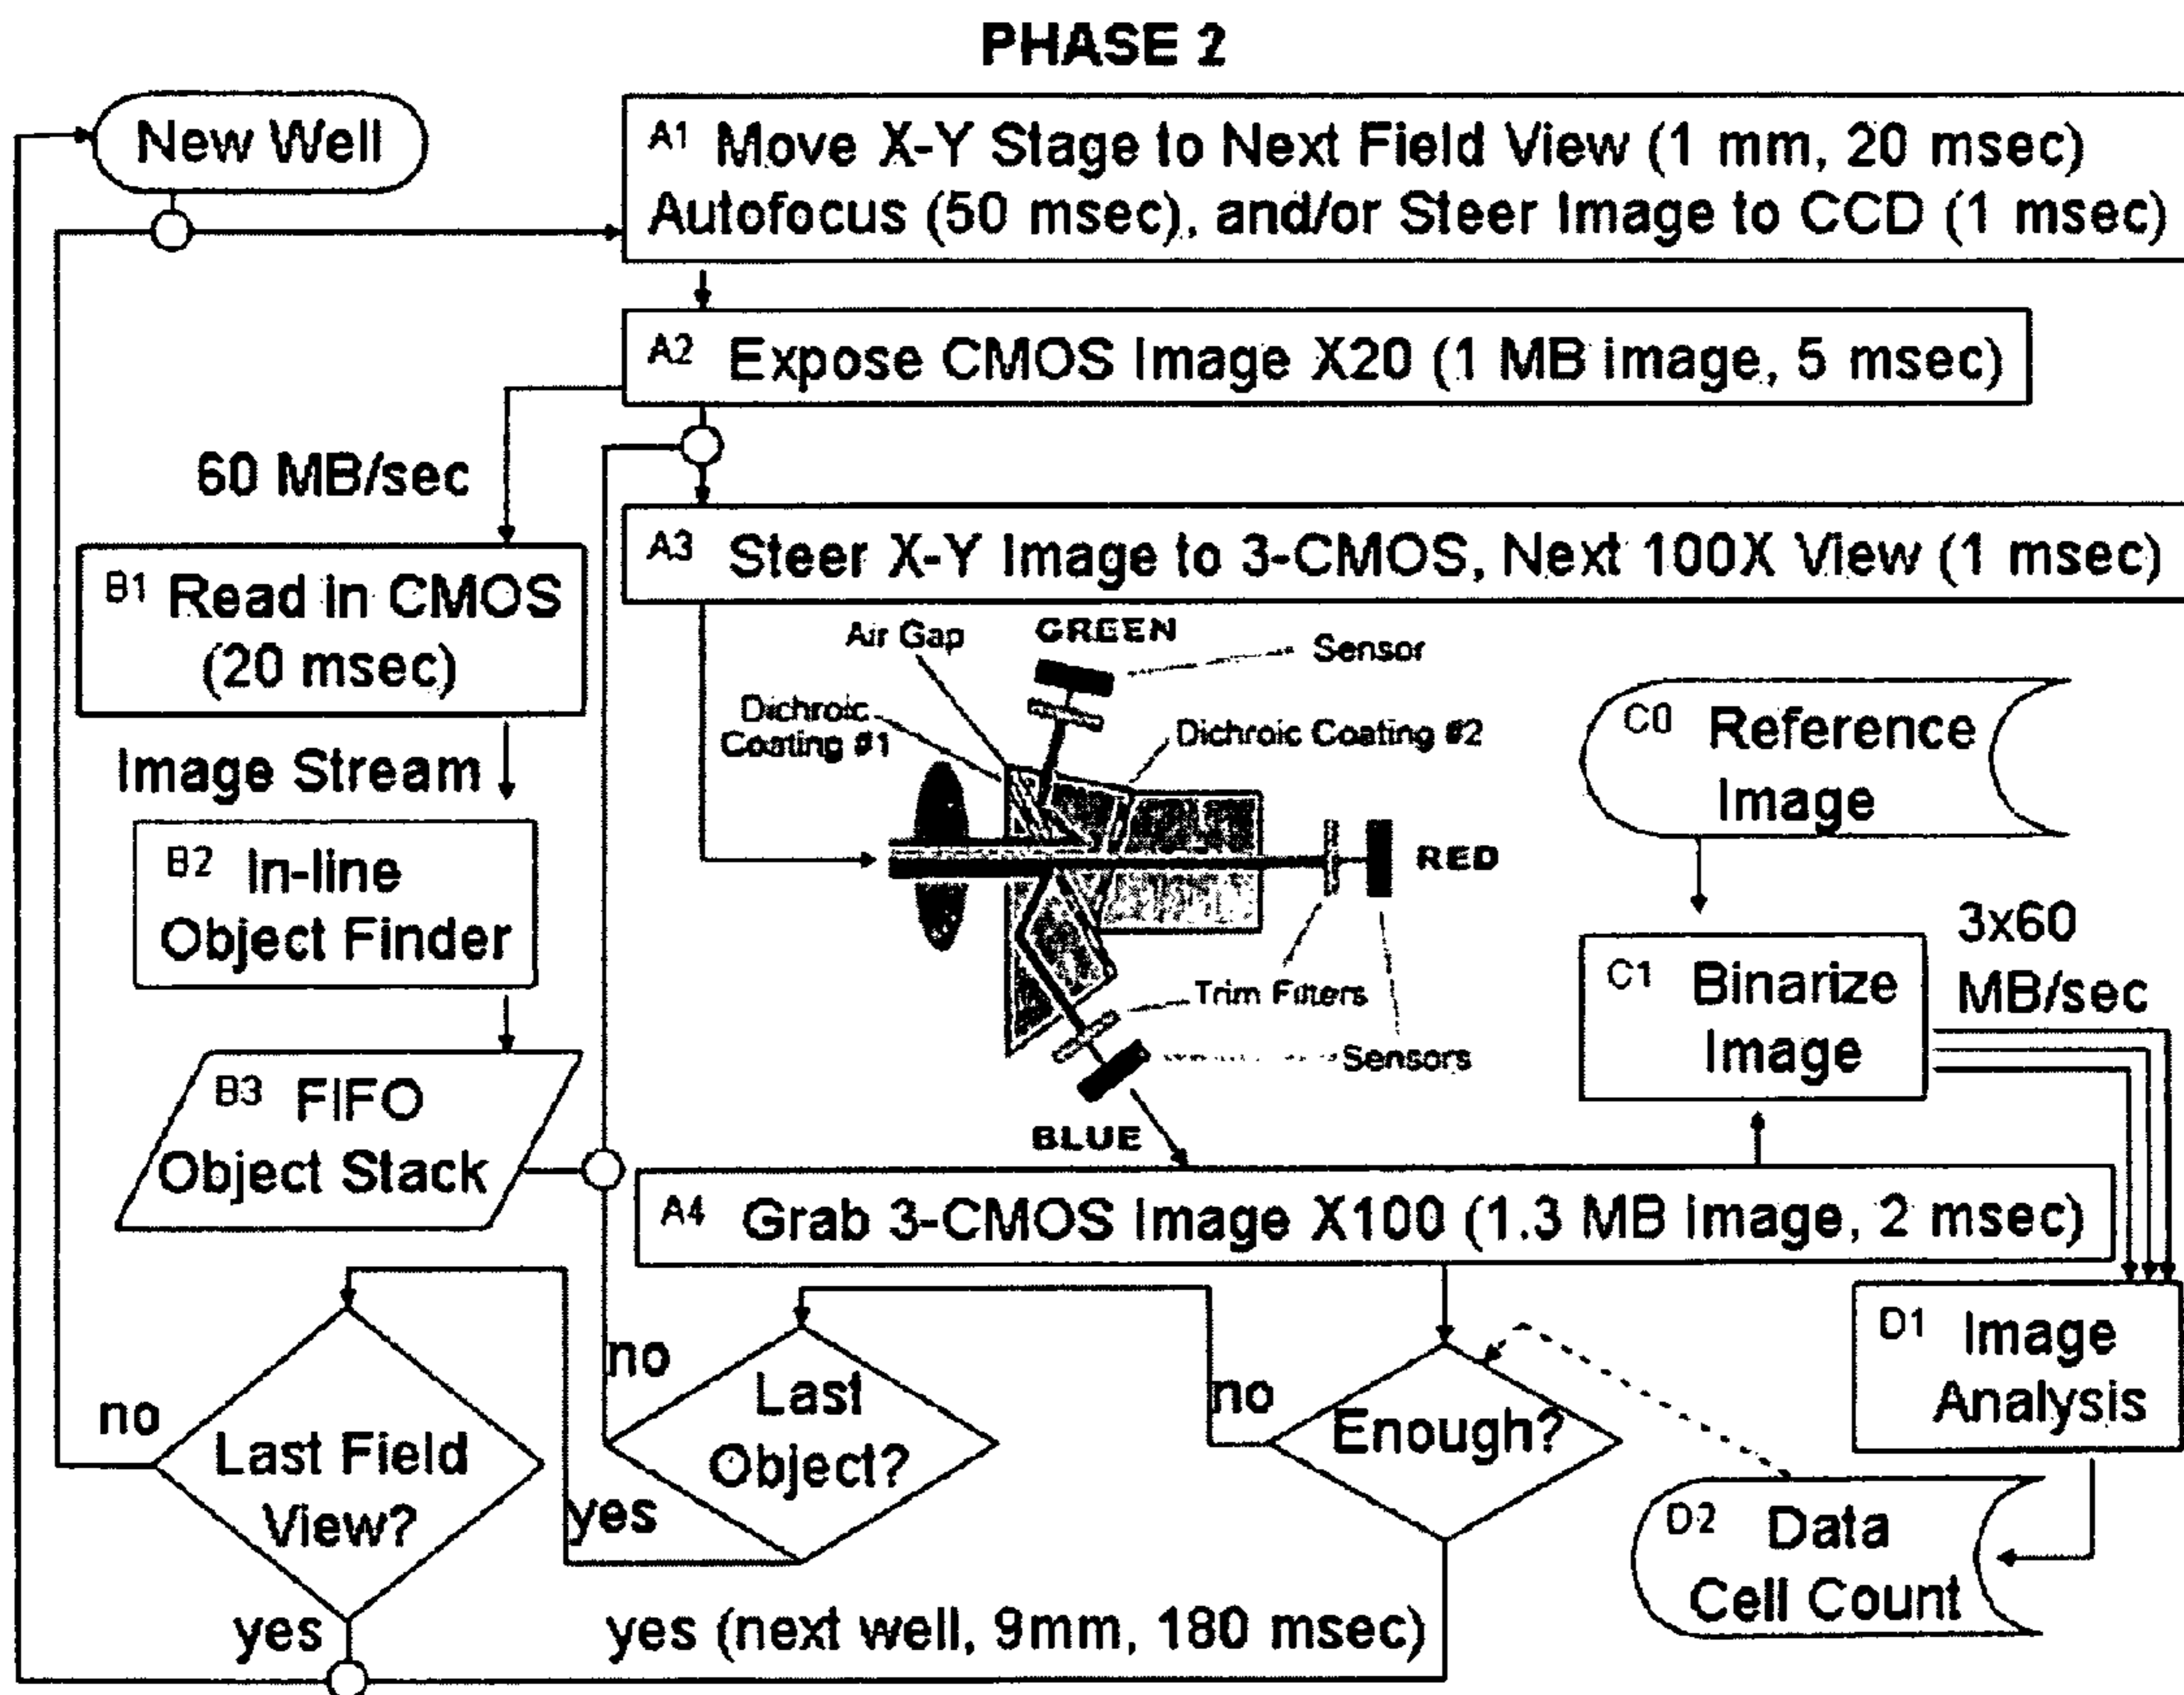 PHASE 2
New Well
A1 Move X-Y Stage to Next Field View (1 mm, 20 msec)
Autofocus (50 msec), and/or Steer Image to CCD (1 msec)
A2 Expose CMOS Image X20 (1 MB image, 5 msec)
60 MB/sec
A3 Steer X-Y Image to 3-CMOS, Next 100X View (1 msec)
B1 Read in CMOS
(20 msec)
Image Stream
B2 In-line
Object Finder
B3 FIFO
Object Stack
Air Gap
GREEN
Sensor
Dichroic
Coating #1
Dichroic Coating #2
RED
Trim Filters
Sensors
BLUE
C0 Reference
Image
C1 Binarize
Image
3x60
MB/sec
A4 Grab 3-CMOS Image X100 (1.3 MB image, 2 msec)
D1 Image
Analysis
D2 Data
Cell Count
Enough?
no
Last
Object?
no
yes
Last Field
View?
no
yes
yes (next well, 9mm, 180 msec)